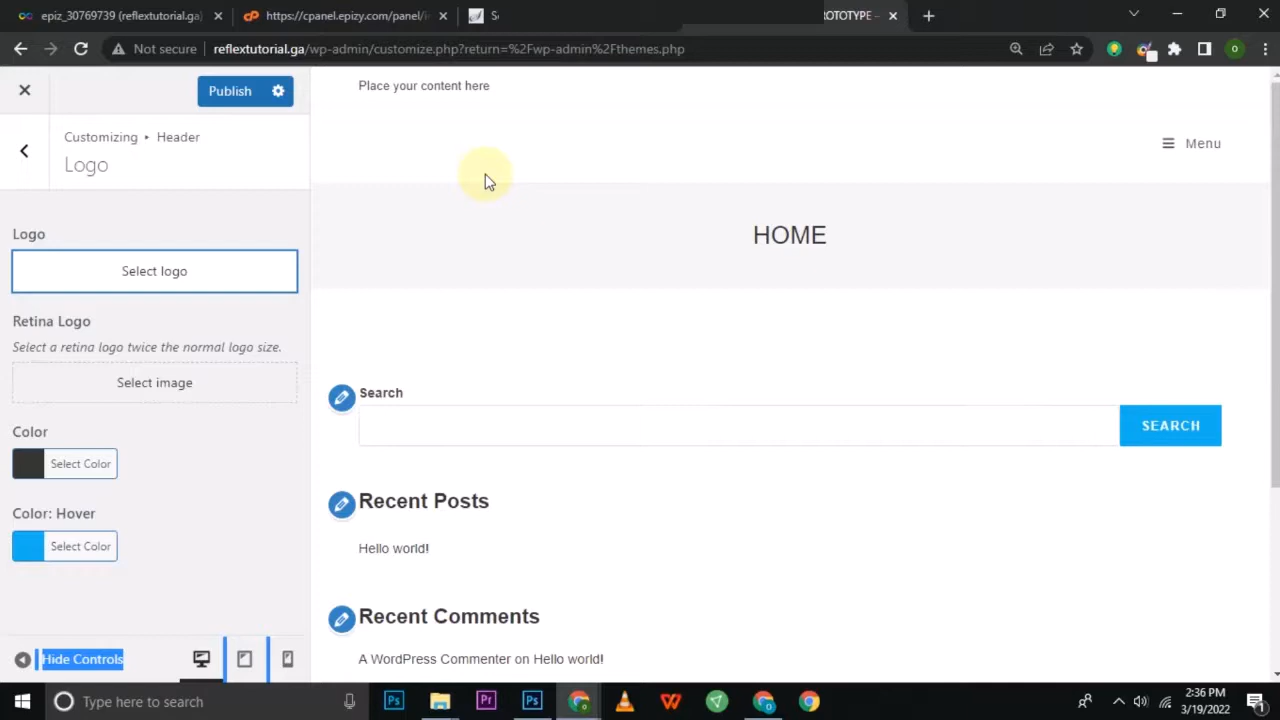 epiz_30769739 (reflextutorial.ga)
https://cpanel.epizy.com/panel/i
ROTOTYPE –
Not secure
reflextutorial.ga/wp-admin/customize.php?return=%2Fwp-admin%2Fthemes.php
Publish
Customizing • Header
Logo
Logo
Select logo
Retina Logo
Select a retina logo twice the normal logo size.
Select image
Color
Select Color
Color: Hover
Select Color
Hide Controls
Place your content here
Menu
HOME
Search
SEARCH
Recent Posts
Hello world!
Recent Comments
A WordPress Commenter on Hello world!
Type here to search
2:36 PM
3/19/2022